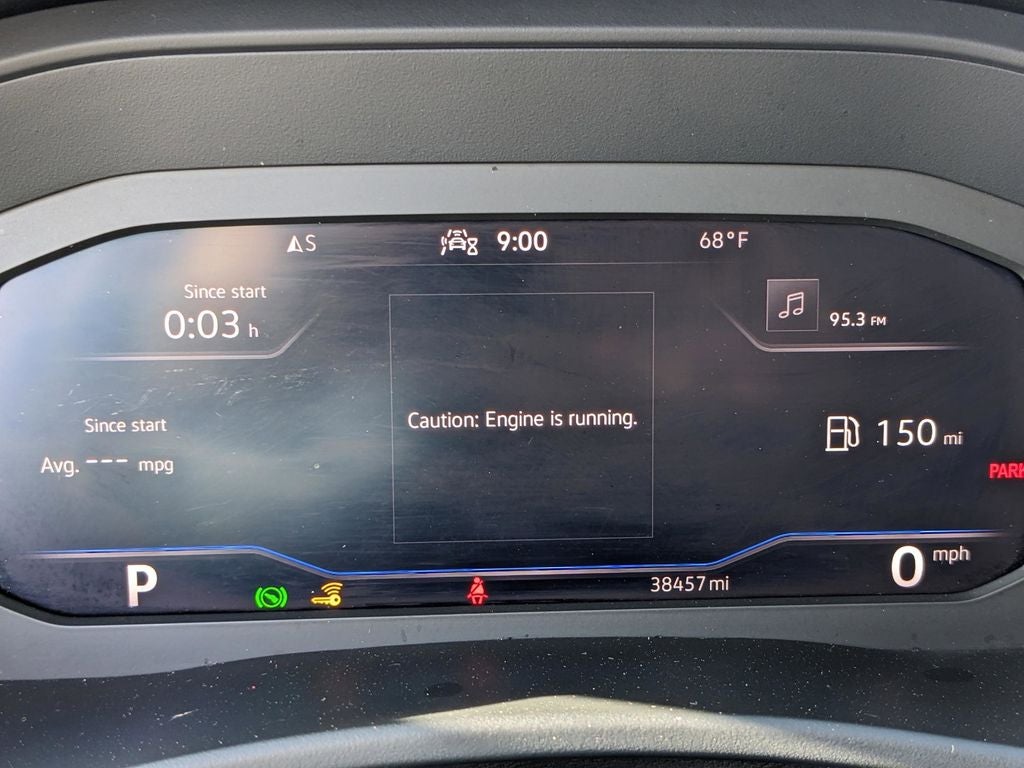 S
9:00
68°F
Since start
0:03 h
95.3 FM
Caution: Engine is running.
Since start
Avg. --- mpg
150 mi
PARK
P
38457 mi
0 mph